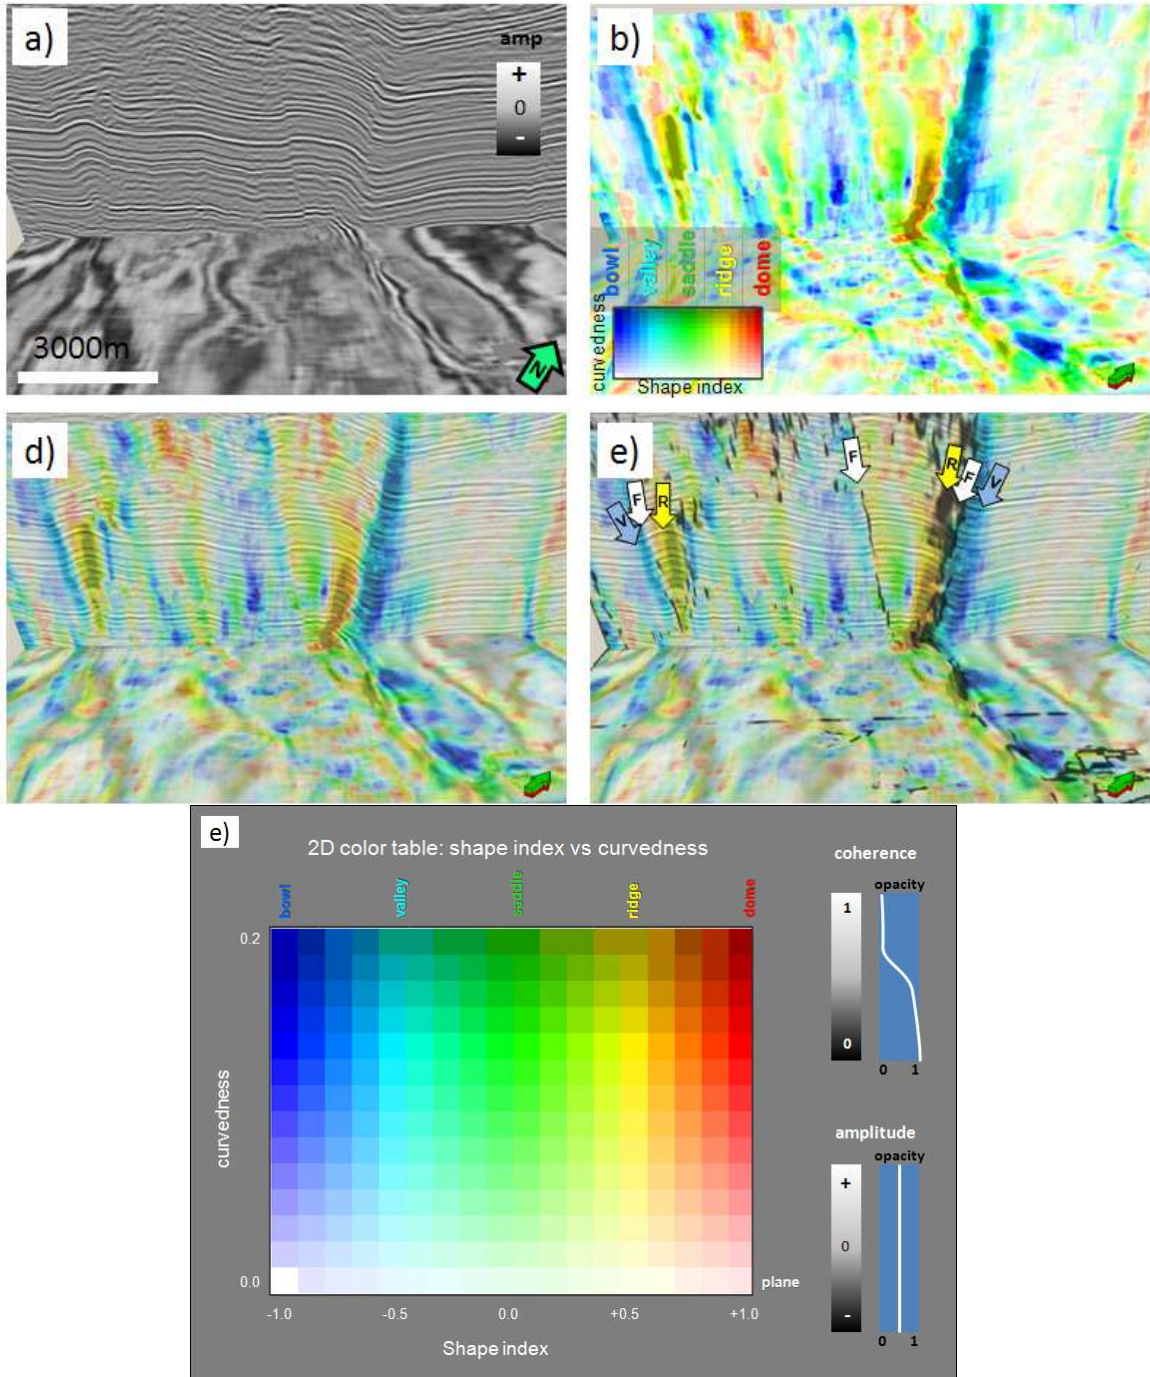 a)
amp
+
0
-
3000m
N
b)
bowl
valley
saddle
ridge
dome
curvedness
Shape index
d)
e)
F
R
F
V
V
F
R
e)
2D color table: shape index vs curvedness
bowl
valley
saddle
ridge
dome
0.2
curvedness
0.0
plane
-1.0
-0.5
0.0
+0.5
+1.0
Shape index
coherence
opacity
1
0
0 1
amplitude
opacity
+
0
-
0 1